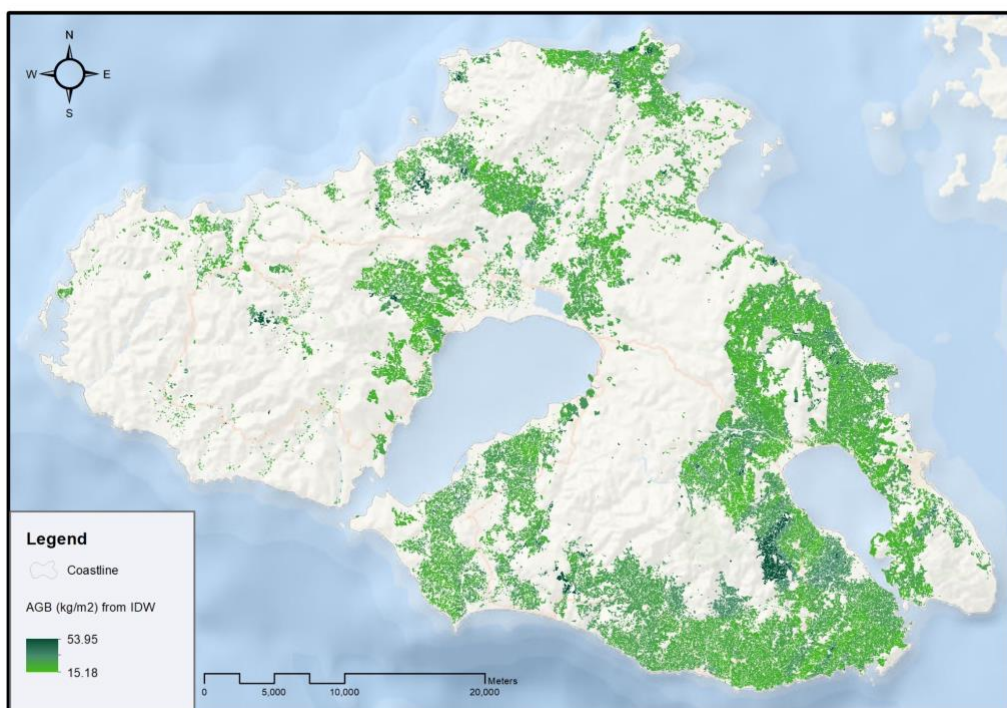 N
W E
S
Legend
Coastline
AGB (kg/m2) from IDW
53.95
15.18
Meters
0 5,000 10,000 20,000